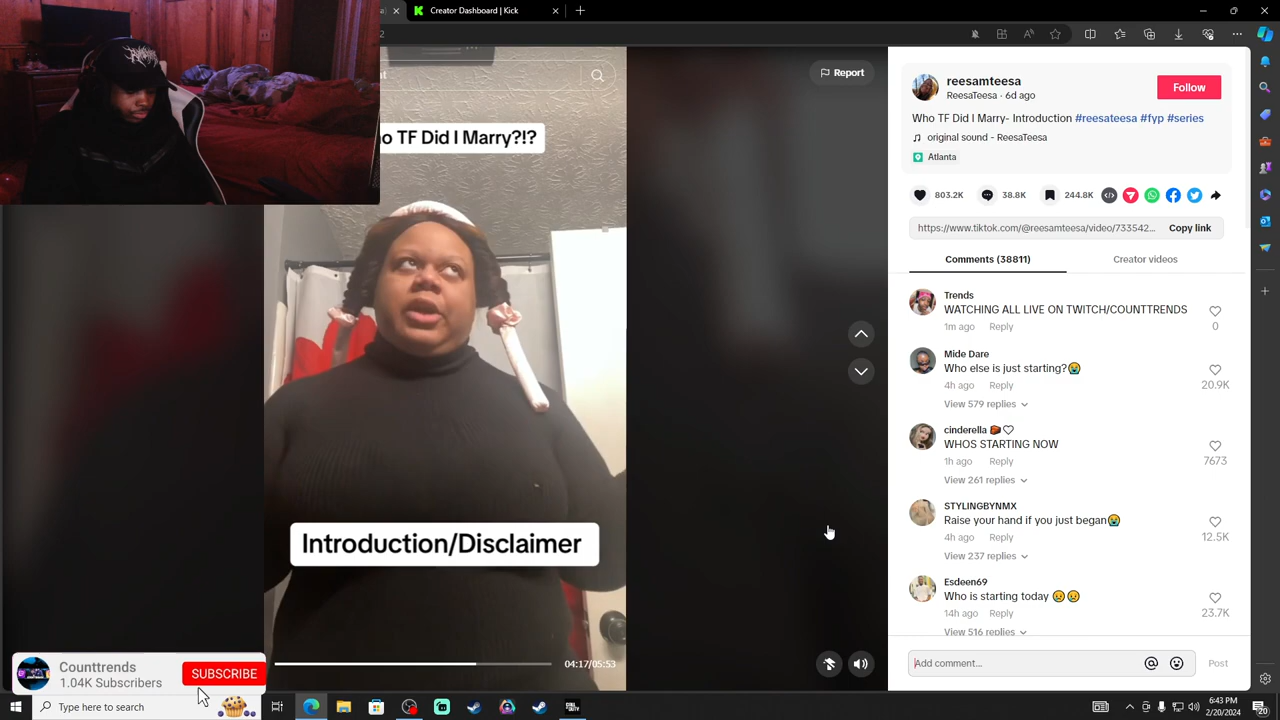 Creator Dashboard | Kick
Report
o TF Did I Marry?!?
Introduction/Disclaimer
04:17/05:53
reesamteesa
ReesaTeesa · 6d ago
Follow
Who TF Did I Marry- Introduction #reesateesa #fyp #series
original sound - ReesaTeesa
Atlanta
803.2K
38.8K
244.8K
https://www.tiktok.com/@reesamteesa/video/733542...
Copy link
Comments (38811)
Creator videos
Trends
WATCHING ALL LIVE ON TWITCH/COUNTTRENDS
1m ago Reply
0
Mide Dare
Who else is just starting?😭
4h ago Reply
20.9K
View 579 replies
cinderella
WHOS STARTING NOW
1h ago Reply
7673
View 261 replies
STYLINGBYNMX
Raise your hand if you just began😭
4h ago Reply
12.5K
View 237 replies
Esdeen69
Who is starting today 😥😥
14h ago Reply
23.7K
View 516 replies
Add comment...
Post
Counttrends
1.04K Subscribers
SUBSCRIBE
Type here to search
6:43 PM
2/20/2024